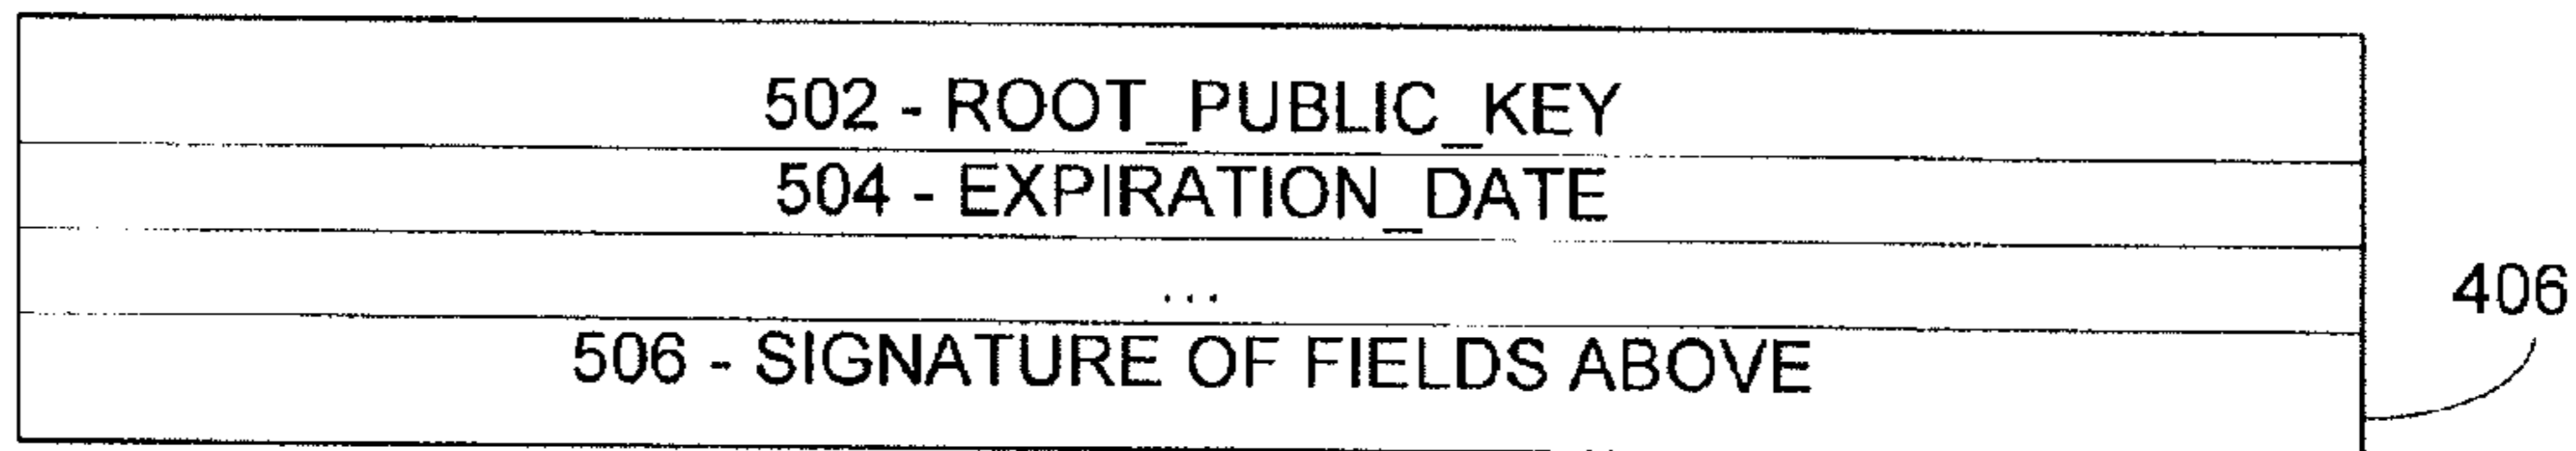 502 - ROOT_PUBLIC_KEY
504 - EXPIRATION_DATE
...
406
506 - SIGNATURE OF FIELDS ABOVE